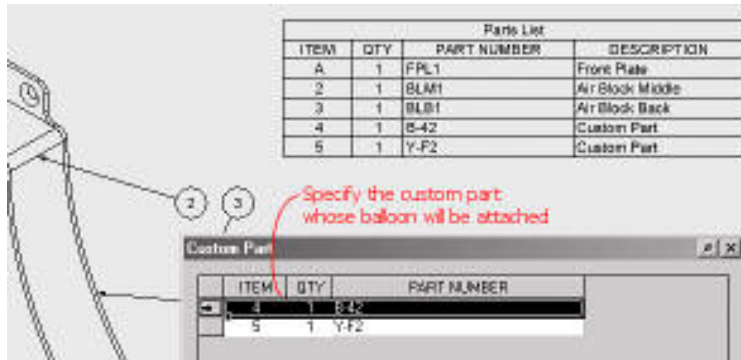 Parts List
ITEM QTY PART NUMBER DESCRIPTION
A 1 FPL1 Front Plate
2 1 BLM1 Air Block Middle
3 1 BLB1 Air Block Back
4 1 B-42 Custom Part
5 1 Y-F2 Custom Part
2 3
Specify the custom part
whose balloon will be attached
Custom Part
ITEM QTY PART NUMBER
4 1 B-42
5 1 Y-F2